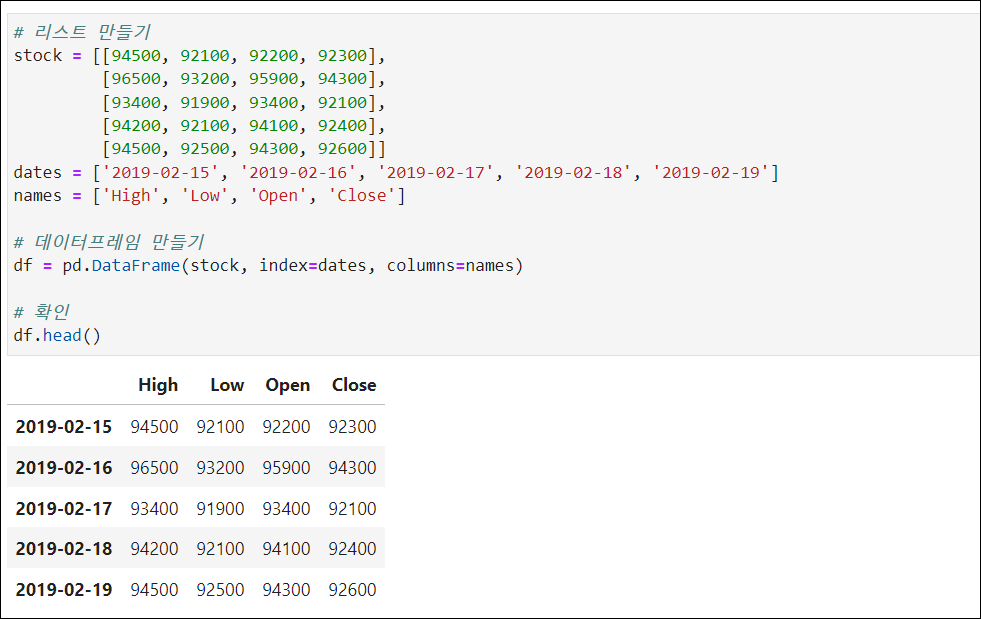 # 리스트 만들기
stock = [[94500, 92100, 92200, 92300],
[96500, 93200, 95900, 94300],
[93400, 91900, 93400, 92100],
[94200, 92100, 94100, 92400],
[94500, 92500, 94300, 92600]]
dates = ['2019-02-15', '2019-02-16', '2019-02-17', '2019-02-18', '2019-02-19']
names = ['High', 'Low', 'Open', 'Close']
# 데이터프레임 만들기
df = pd.DataFrame(stock, index=dates, columns=names)
# 확인
df.head()
High Low Open Close
2019-02-15 94500 92100 92200 92300
2019-02-16 96500 93200 95900 94300
2019-02-17 93400 91900 93400 92100
2019-02-18 94200 92100 94100 92400
2019-02-19 94500 92500 94300 92600